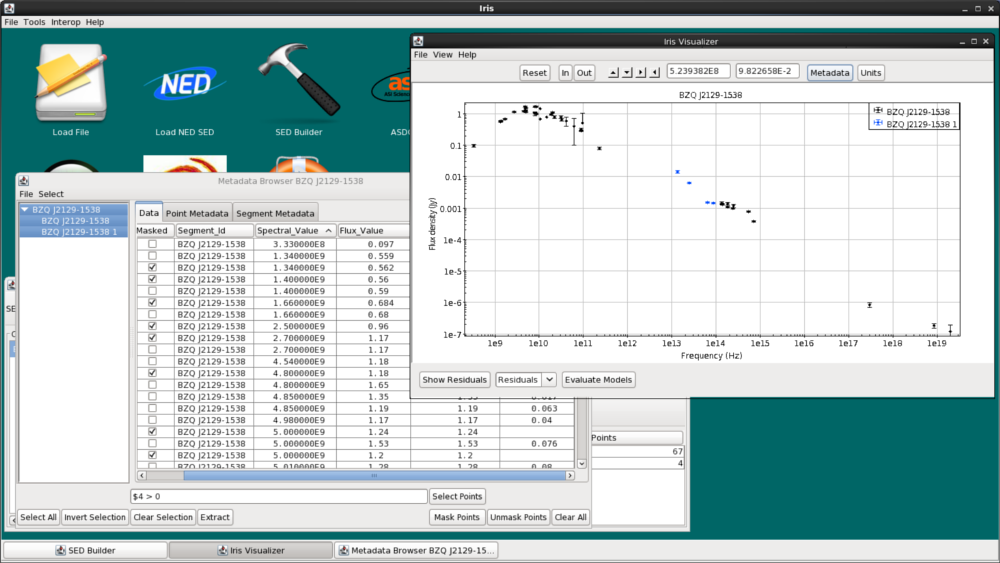 Iris
File Tools Interop Help
NED
as
Load File
Load NED SED
SED Builder
ASD
Iris Visualizer
File View Help
Reset In Out 5.239382E8 9.822658E-2 Metadata Units
BZQ J2129-1538
BZQ J2129-1538
BZQ J2129-1538 1
1
0.1
0.01
0.001
1e-4
1e-5
1e-6
1e-7
Flux density (Jy)
1e9 1e10 1e11 1e12 1e13 1e14 1e15 1e16 1e17 1e18 1e19
Frequency (Hz)
Show Residuals Residuals Evaluate Models
Metadata Browser BZQ J2129-1538
File Select
BZQ J2129-1538
BZQ J2129-1538
BZQ J2129-1538 1
Data Point Metadata Segment Metadata
Masked Segment_Id Spectral_Value Flux_Value
BZQ J2129-1538 3.330000E8 0.097
BZQ J2129-1538 1.340000E9 0.559
BZQ J2129-1538 1.340000E9 0.562
BZQ J2129-1538 1.400000E9 0.56
BZQ J2129-1538 1.400000E9 0.59
BZQ J2129-1538 1.660000E9 0.684
BZQ J2129-1538 1.660000E9 0.68
BZQ J2129-1538 2.500000E9 0.96
BZQ J2129-1538 2.700000E9 1.17
BZQ J2129-1538 2.700000E9 1.17
BZQ J2129-1538 4.540000E9 1.18
BZQ J2129-1538 4.800000E9 1.18
BZQ J2129-1538 4.800000E9 1.65
BZQ J2129-1538 4.850000E9 1.35
BZQ J2129-1538 4.850000E9 1.19 1.19 0.063
BZQ J2129-1538 4.980000E9 1.17 1.17 0.04
BZQ J2129-1538 5.000000E9 1.24 1.24
BZQ J2129-1538 5.000000E9 1.53 1.53 0.076
BZQ J2129-1538 5.000000E9 1.2 1.2
BZQ J2129-1538 5.010000E9 1.28 1.28 0.08
$4 > 0 Select Points
Select All Invert Selection Clear Selection Extract Mask Points Unmask Points Clear All
SE
Points
67
4
SED Builder Iris Visualizer Metadata Browser BZQ J2129-15...